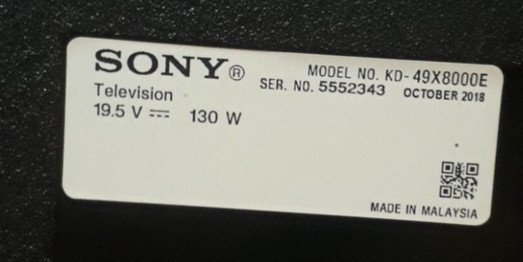 SONY®
MODEL NO. KD-49X8000E
SER. NO. 5552343 OCTOBER 2018
Television
19.5 V ⎓ 130 W
MADE IN MALAYSIA